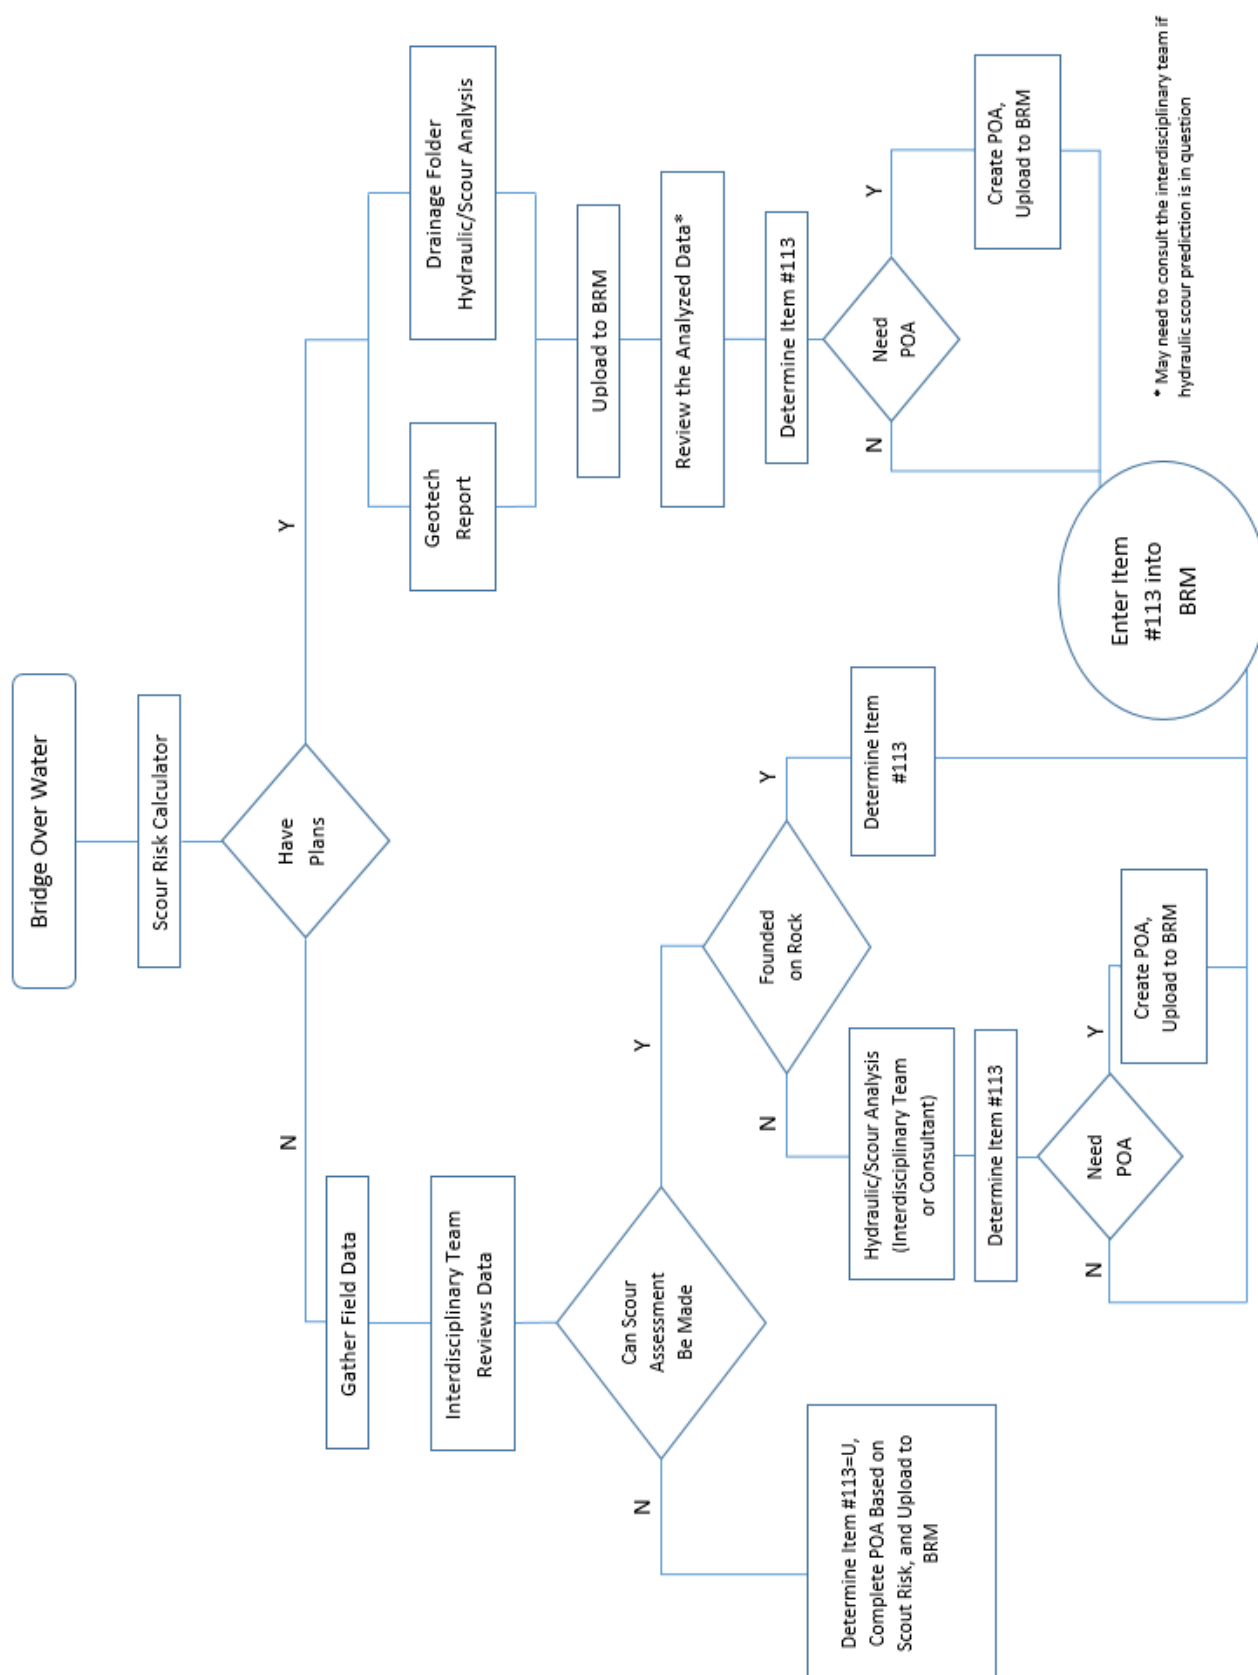 Bridge Over Water
Scour Risk Calculator
Have
Plans
N
Y
Gather Field Data
Interdisciplinary Team
Reviews Data
Can Scour
Assessment
Be Made
N
Y
Determine Item #113=U,
Complete POA Based on
Scout Risk, and Upload to
BRM
Founded
on Rock
N
Y
Hydraulic/Scour Analysis
(Interdisciplinary Team
or Consultant)
Determine Item #113
Need
POA
N
Y
Create POA,
Upload to BRM
Determine Item
#113
Geotech
Report
Drainage Folder
Hydraulic/Scour Analysis
Upload to BRM
Review the Analyzed Data*
Determine Item #113
Need
POA
N
Y
Create POA,
Upload to BRM
Enter Item
#113 into
BRM
* May need to consult the interdisciplinary team if
hydraulic scour prediction is in question